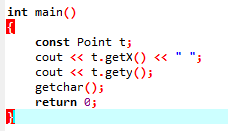 int main()
{
const Point t;
cout << t.getX() << " ";
cout << t.gety();
getchar();
return 0;
}